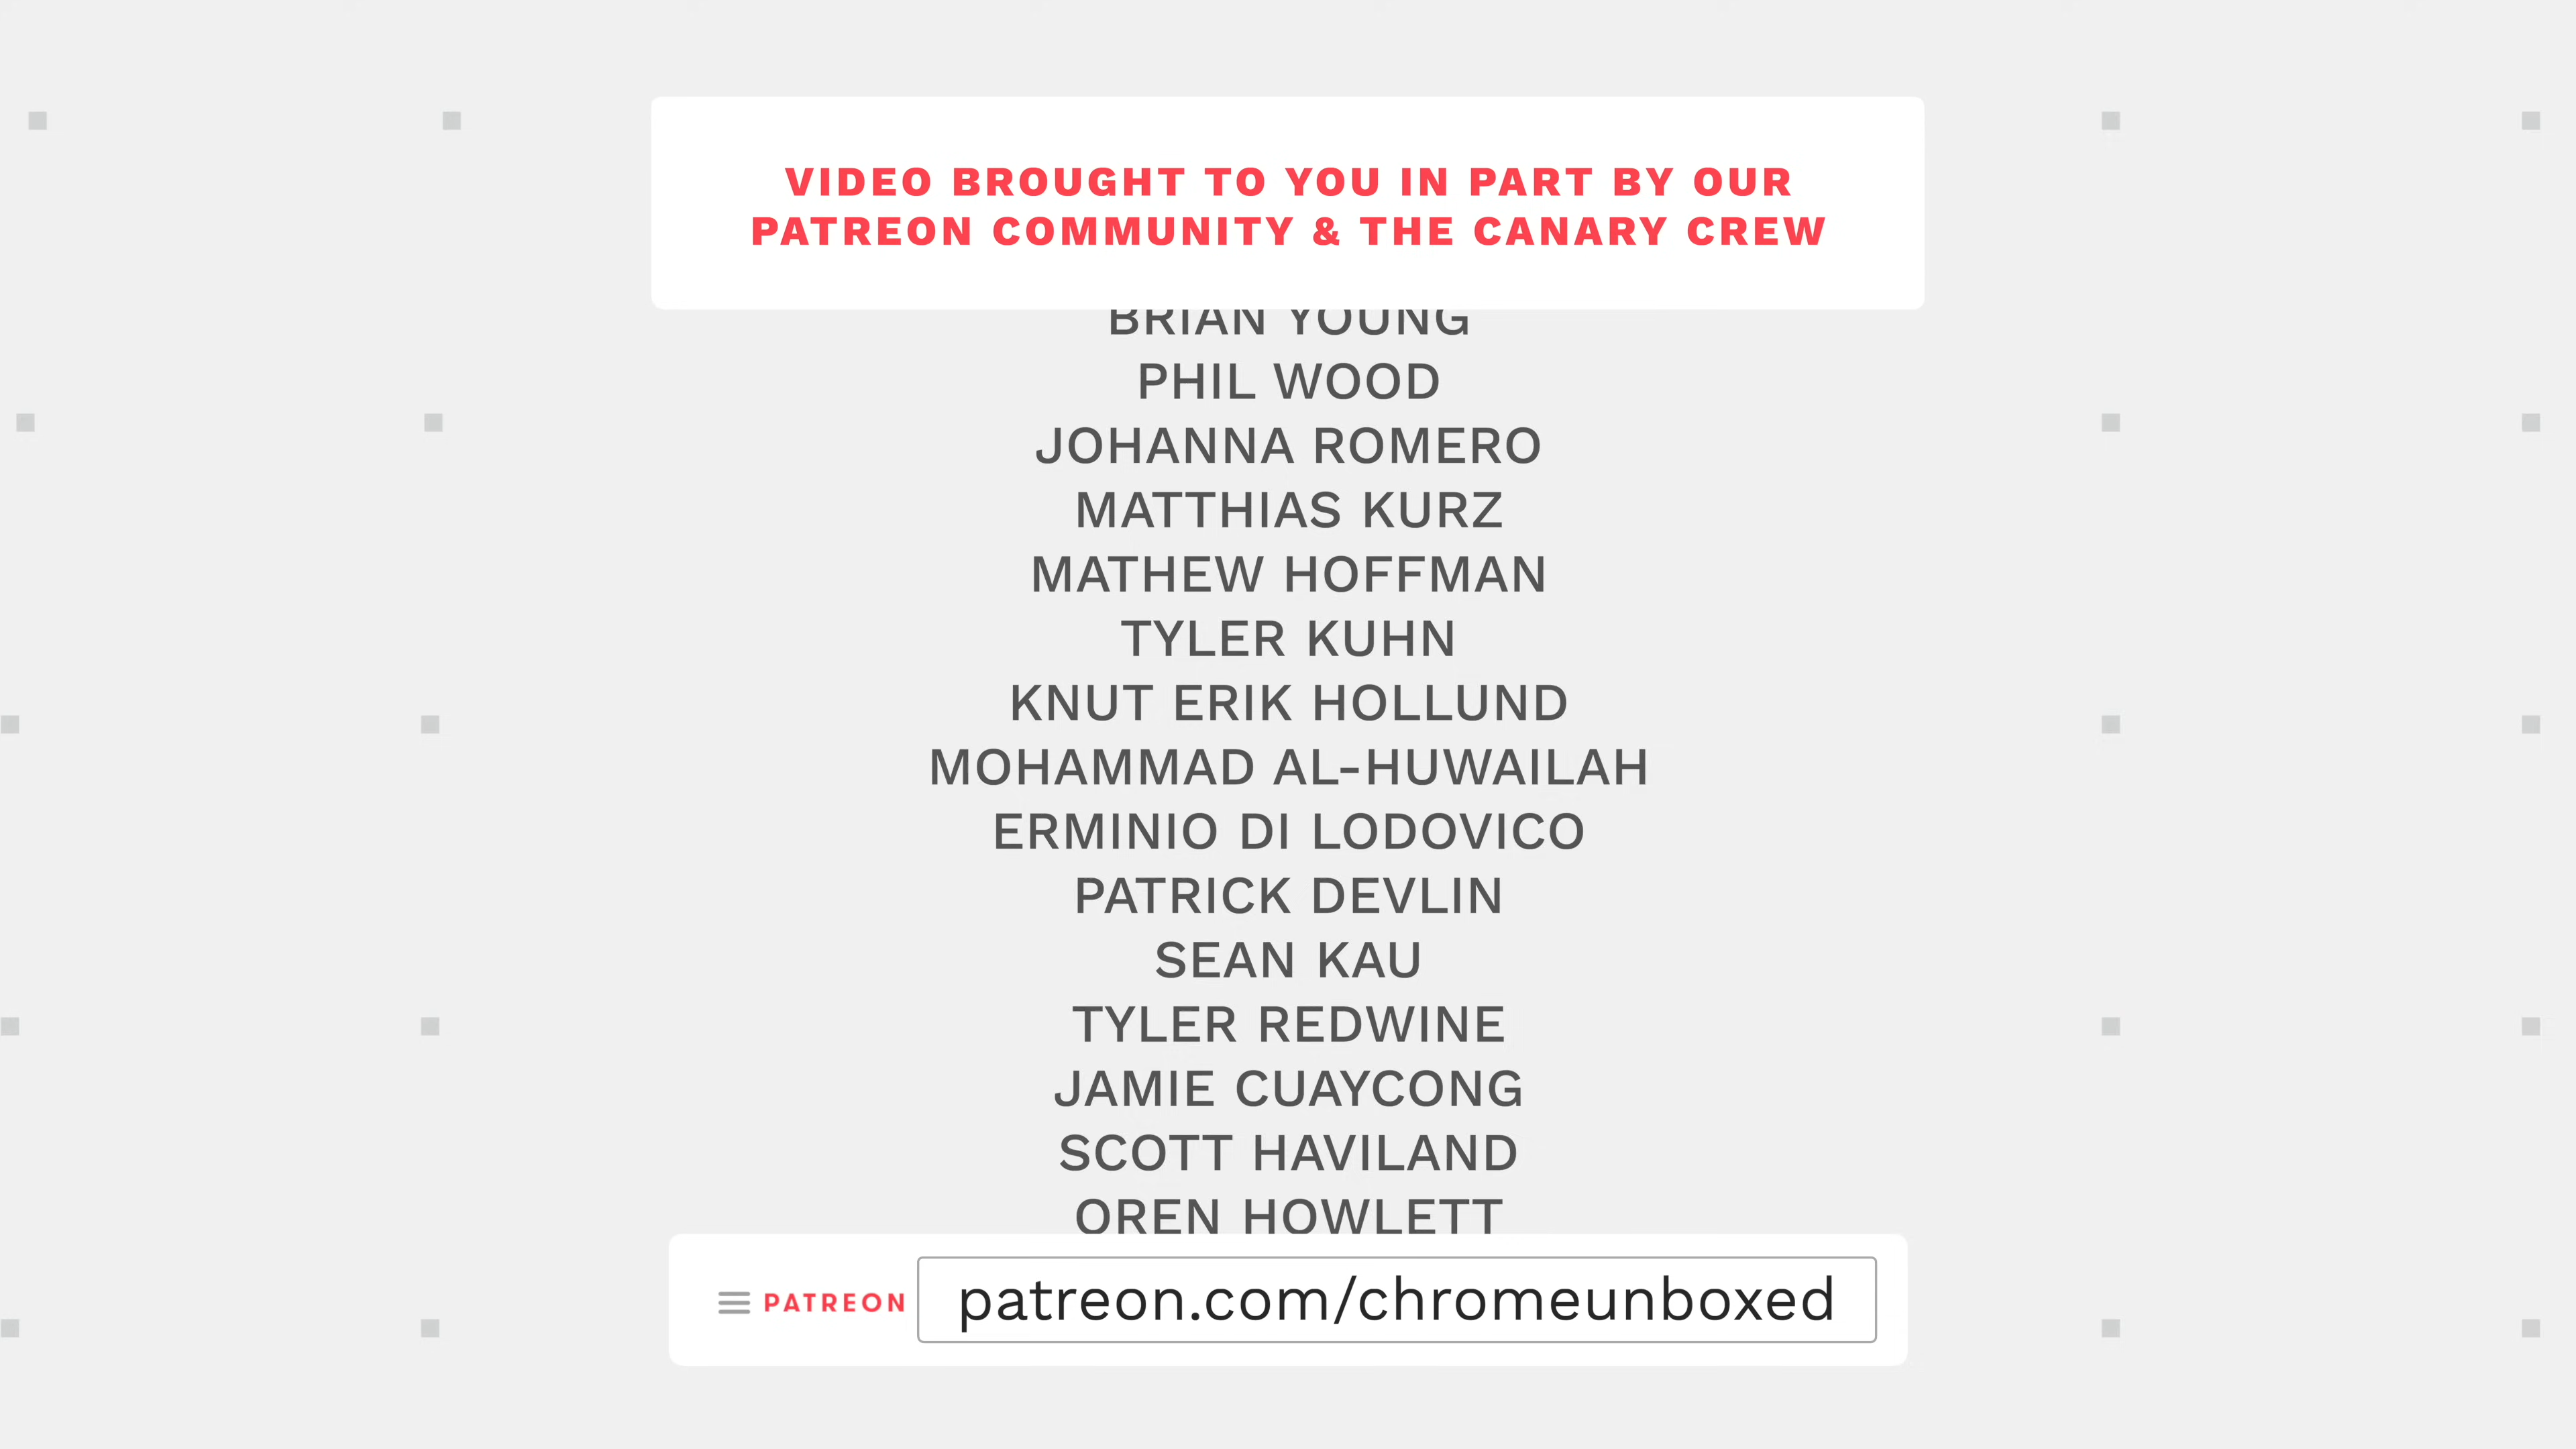 VIDEO BROUGHT TO YOU IN PART BY OUR
PATREON COMMUNITY & THE CANARY CREW
BRIAN YOUNG
PHIL WOOD
JOHANNA ROMERO
MATTHIAS KURZ
MATHEW HOFFMAN
TYLER KUHN
KNUT ERIK HOLLUND
MOHAMMAD AL-HUWAILAH
ERMINIO DI LODOVICO
PATRICK DEVLIN
SEAN KAU
TYLER REDWINE
JAMIE CUAYCONG
SCOTT HAVILAND
OREN HOWLETT
PATREON patreon.com/chromeunboxed